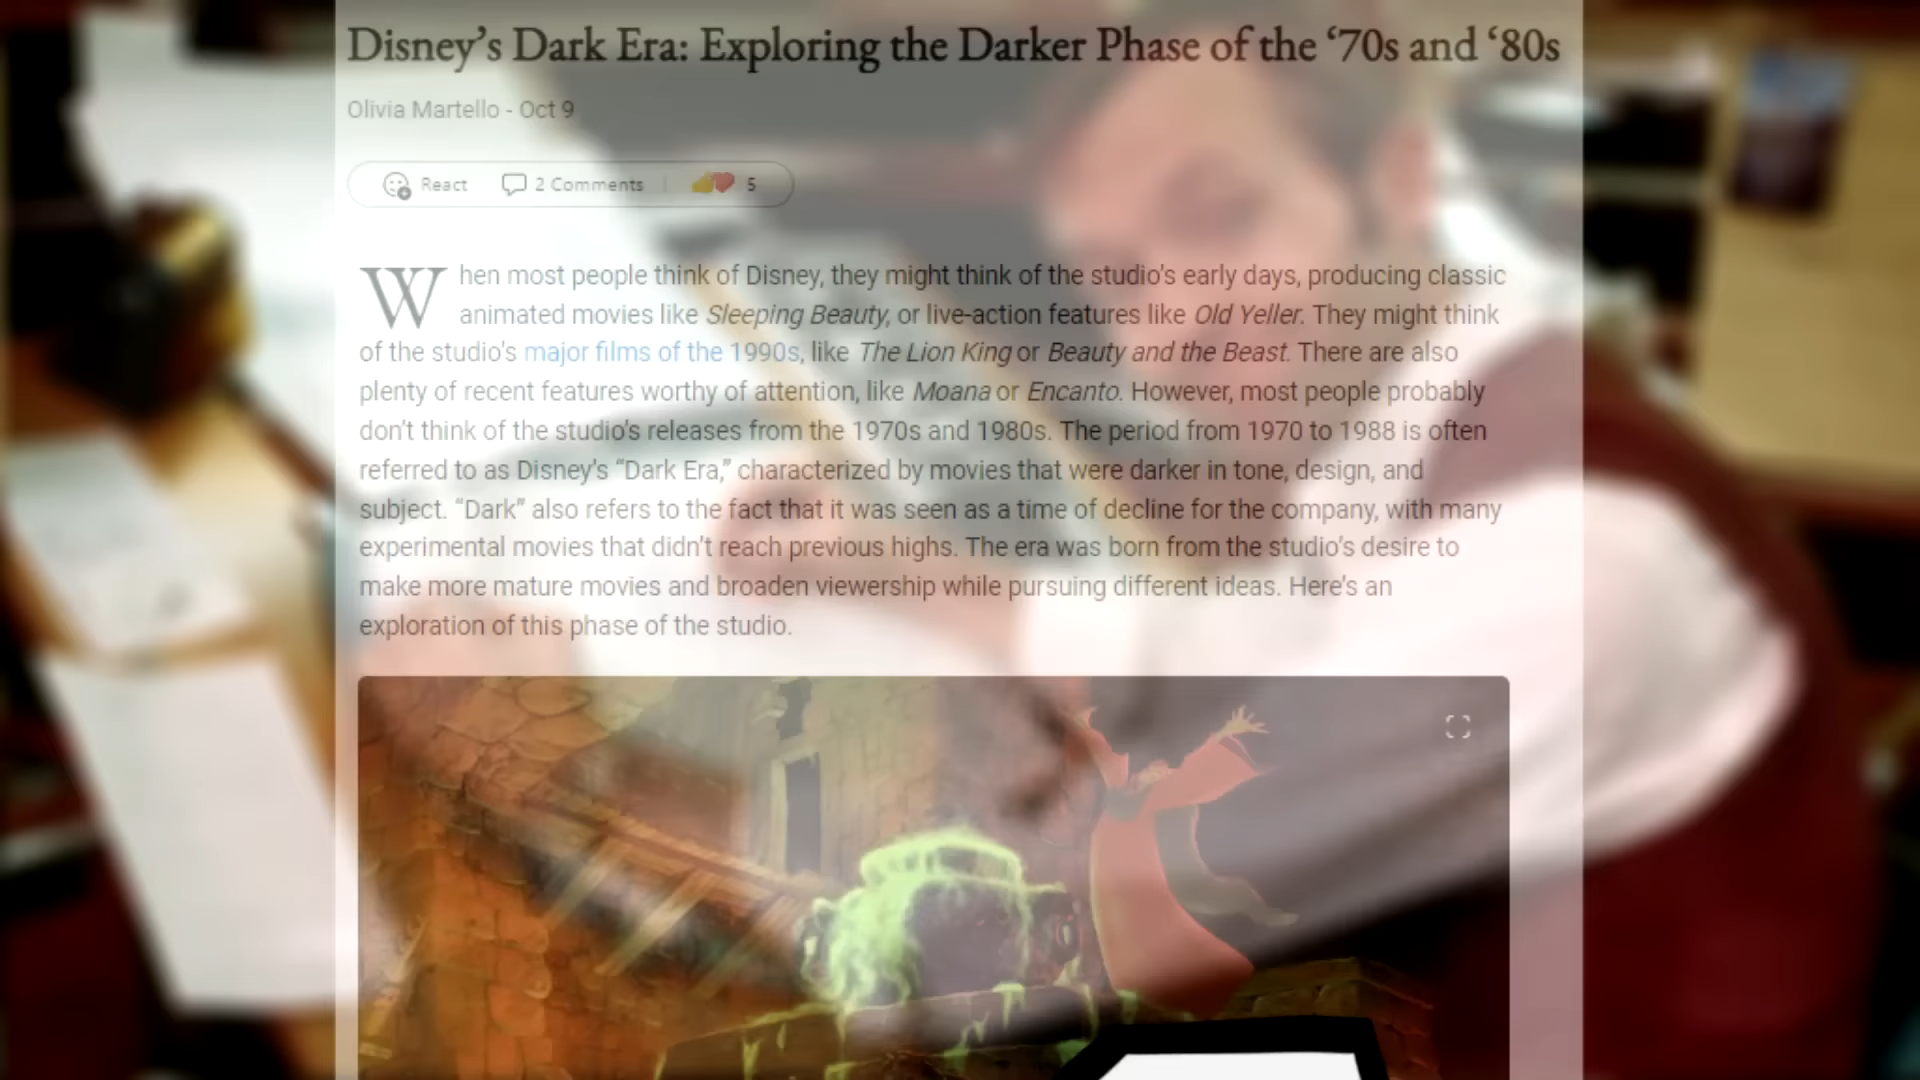 Disney’s Dark Era: Exploring the Darker Phase of the ‘70s and ‘80s
Olivia Martello - Oct 9
React 2 Comments 5
When most people think of Disney, they might think of the studio's early days, producing classic
animated movies like Sleeping Beauty, or live-action features like Old Yeller. They might think
of the studio's major films of the 1990s, like The Lion King or Beauty and the Beast. There are also
plenty of recent features worthy of attention, like Moana or Encanto. However, most people probably
don't think of the studio's releases from the 1970s and 1980s. The period from 1970 to 1988 is often
referred to as Disney's “Dark Era,” characterized by movies that were darker in tone, design, and
subject. “Dark” also refers to the fact that it was seen as a time of decline for the company, with many
experimental movies that didn't reach previous highs. The era was born from the studio's desire to
make more mature movies and broaden viewership while pursuing different ideas. Here's an
exploration of this phase of the studio.